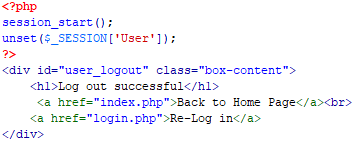 <?php
session_start();
unset($_SESSION['User']);
?>
<div id="user_logout" class="box-content">
<h1>Log out successful</h1>
<a href="index.php">Back to Home Page</a><br>
<a href="login.php">Re-Log in</a>
</div>